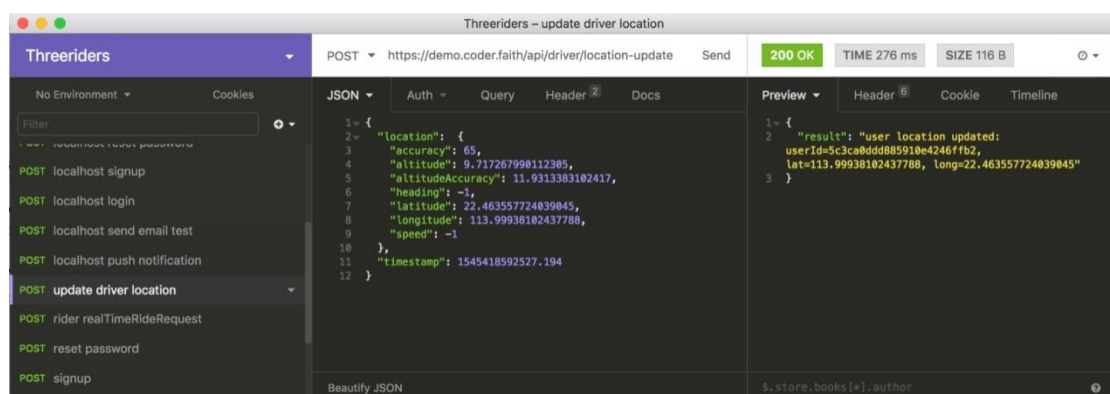 Threeriders – update driver location
Threeriders
POST https://demo.coder.faith/api/driver/location-update Send
200 OK TIME 276 ms SIZE 116 B
No Environment Cookies
JSON Auth Query Header 2 Docs
Preview Header 6 Cookie Timeline
Filter
POST localhost reset password
POST localhost signup
POST localhost login
POST localhost send email test
POST localhost push notification
POST update driver location
POST rider realTimeRideRequest
POST reset password
POST signup
1 {
2 "location": {
3 "accuracy": 65,
4 "altitude": 9.717267990112305,
5 "altitudeAccuracy": 11.9313383102417,
6 "heading": -1,
7 "latitude": 22.463557724039045,
8 "longitude": 113.99938102437788,
9 "speed": -1
10 },
11 "timestamp": 1545418592527.194
12 }
Beautify JSON
1 {
2 "result": "user location updated:
userId=5c3ca0ddd885910e4246ffb2,
lat=113.99938102437788, long=22.463557724039045"
3 }
$.store.books[*].author